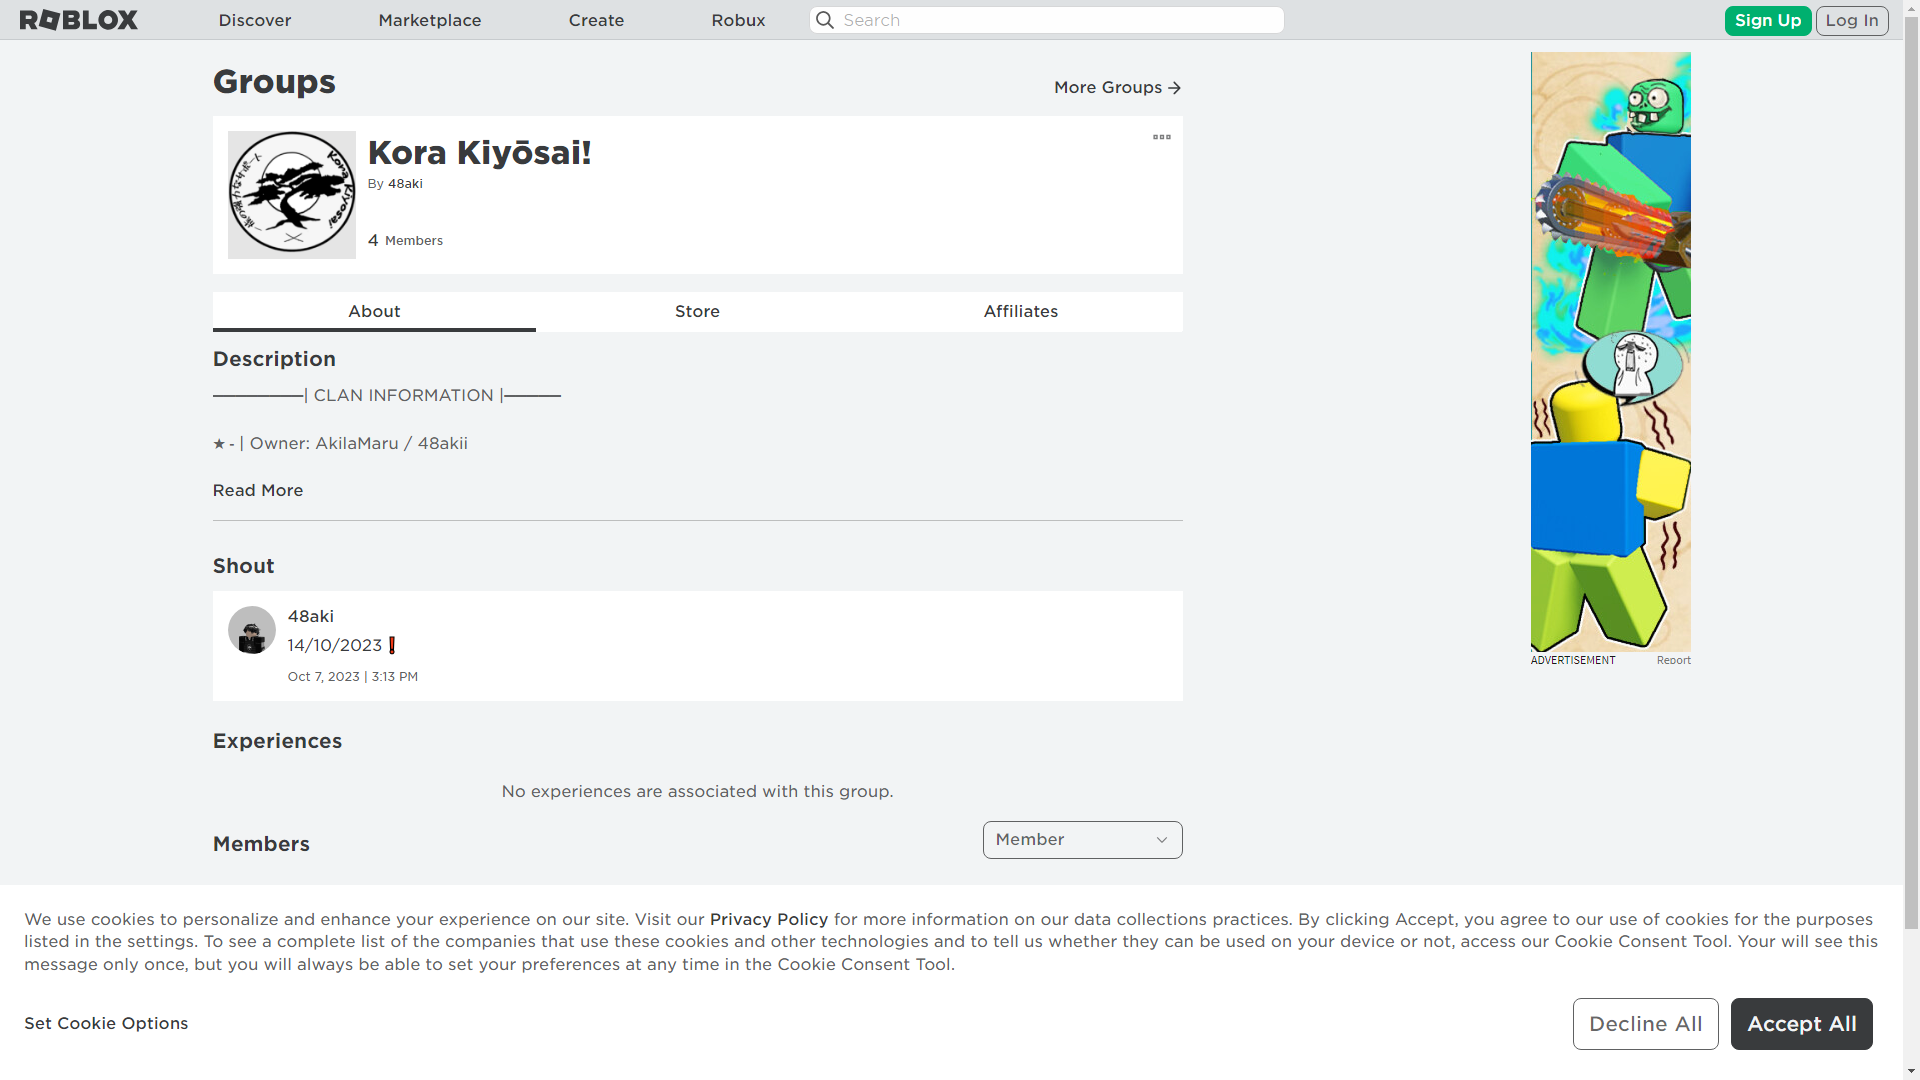 ROBLOX
Discover
Marketplace
Create
Robux
Search
Sign Up
Log In
Groups
More Groups
Kora Kiyōsai!
By 48aki
4 Members
Kora Kiyosai
About
Store
Affiliates
Description
——————| CLAN INFORMATION |————
★ - | Owner: AkilaMaru / 48akii
Read More
Shout
48aki
14/10/2023❗
Oct 7, 2023 | 3:13 PM
Experiences
No experiences are associated with this group.
Members
Member
ADVERTISEMENT
Report
We use cookies to personalize and enhance your experience on our site. Visit our Privacy Policy for more information on our data collections practices. By clicking Accept, you agree to our use of cookies for the purposes
listed in the settings. To see a complete list of the companies that use these cookies and other technologies and to tell us whether they can be used on your device or not, access our Cookie Consent Tool. Your will see this
message only once, but you will always be able to set your preferences at any time in the Cookie Consent Tool.
Set Cookie Options
Decline All
Accept All